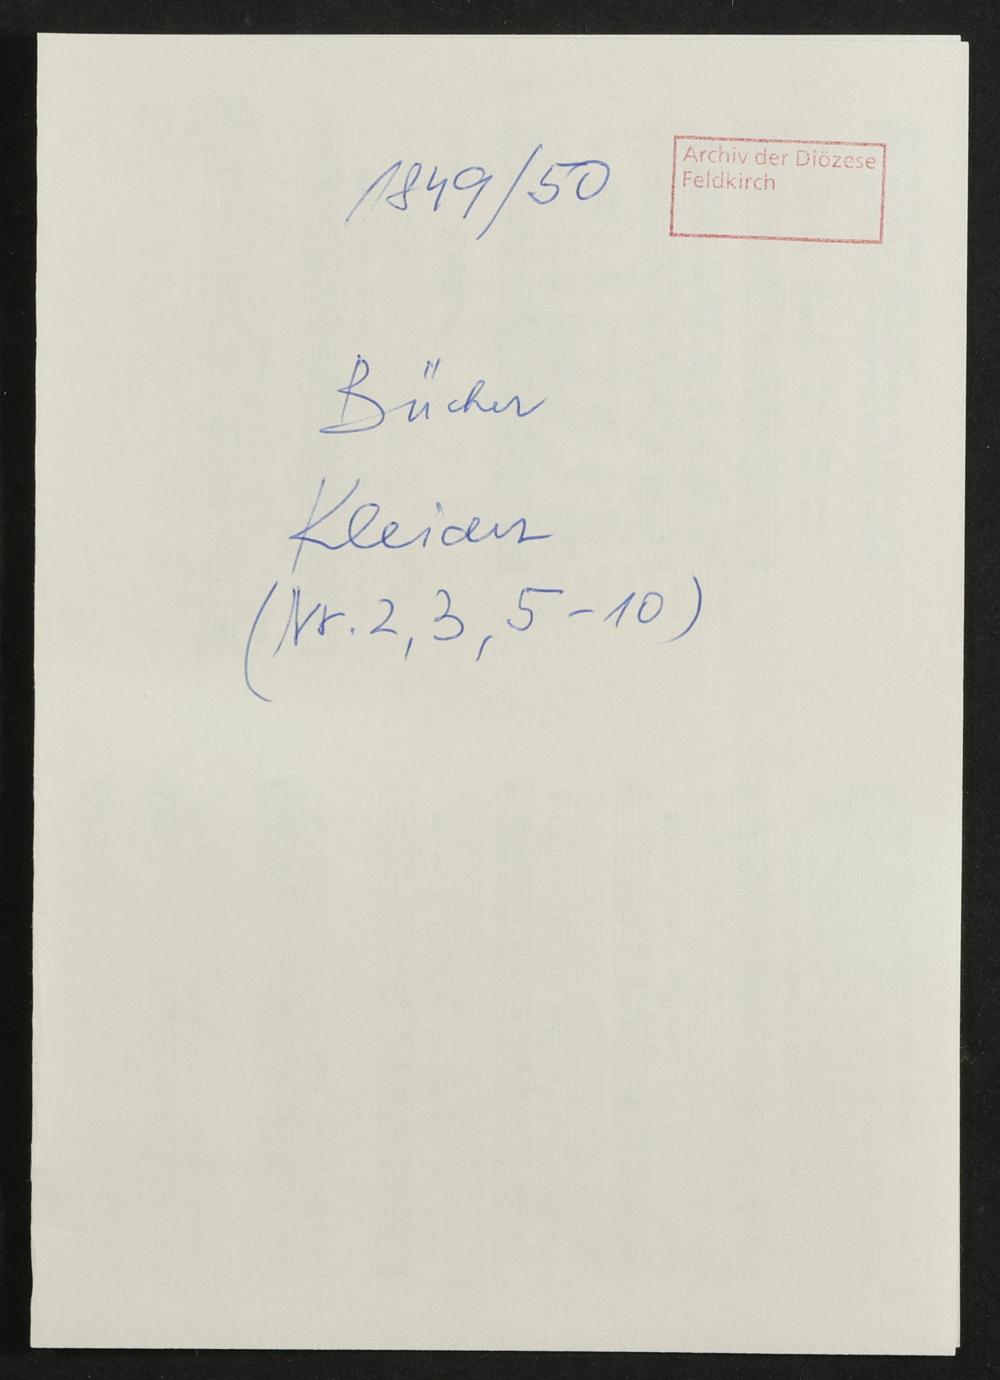 1849/50
Archiv der Diözese
Feldkirch
Bücher
Kleider
(Nr. 2, 3, 5-10)